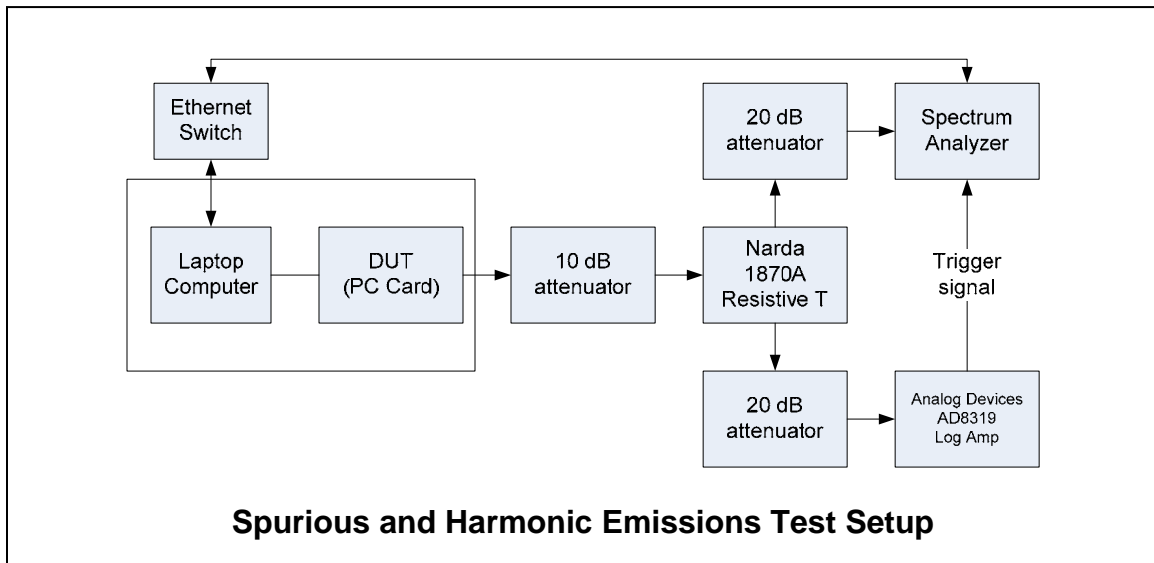 Ethernet
Switch
20 dB
attenuator
Spectrum
Analyzer
Laptop
Computer
DUT
(PC Card)
10 dB
attenuator
Narda
1870A
Resistive T
Trigger
signal
20 dB
attenuator
Analog Devices
AD8319
Log Amp
Spurious and Harmonic Emissions Test Setup